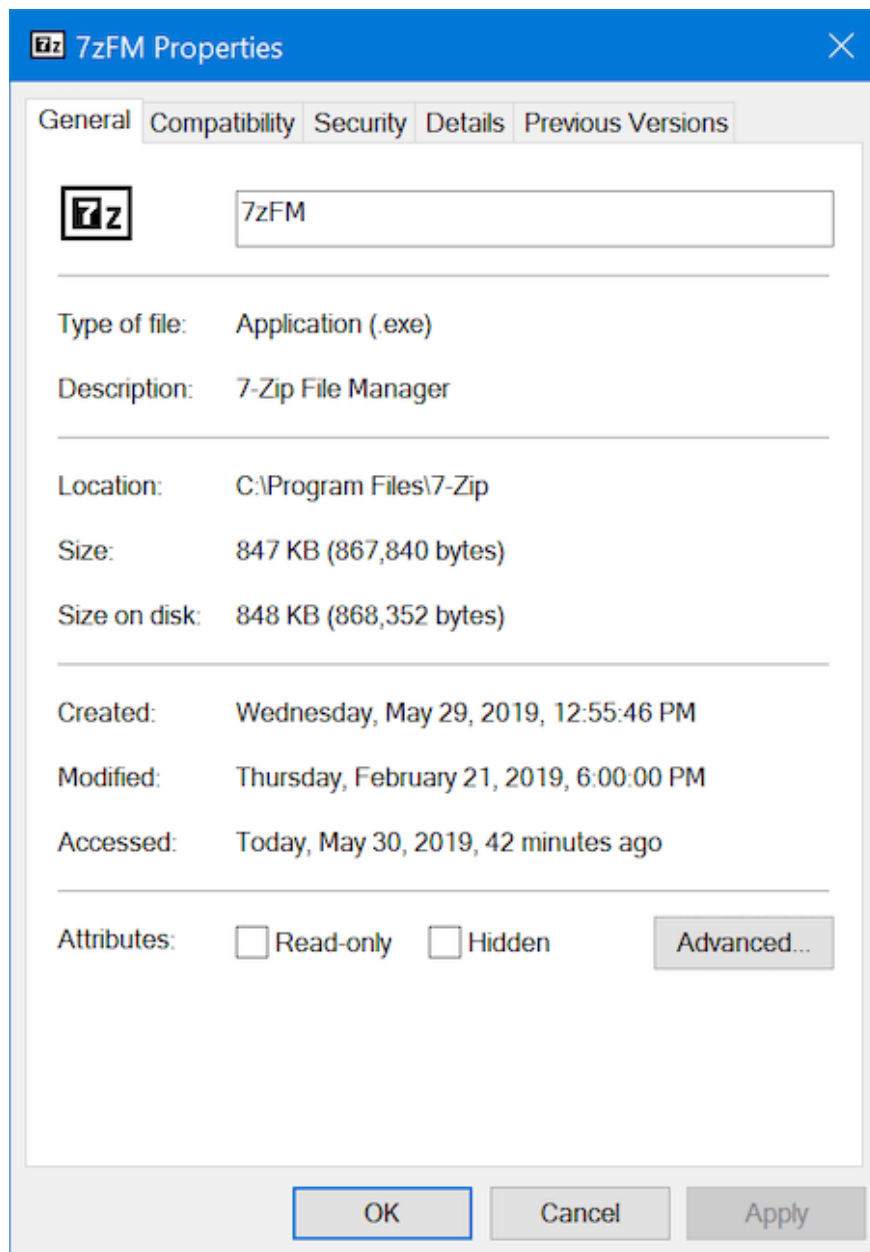 7z 7zFM Properties
General Compatibility Security Details Previous Versions
7z 7zFM
Type of file: Application (.exe)
Description: 7-Zip File Manager
Location: C:\Program Files\7-Zip
Size: 847 KB (867,840 bytes)
Size on disk: 848 KB (868,352 bytes)
Created: Wednesday, May 29, 2019, 12:55:46 PM
Modified: Thursday, February 21, 2019, 6:00:00 PM
Accessed: Today, May 30, 2019, 42 minutes ago
Attributes: Read-only Hidden Advanced...
OK Cancel Apply